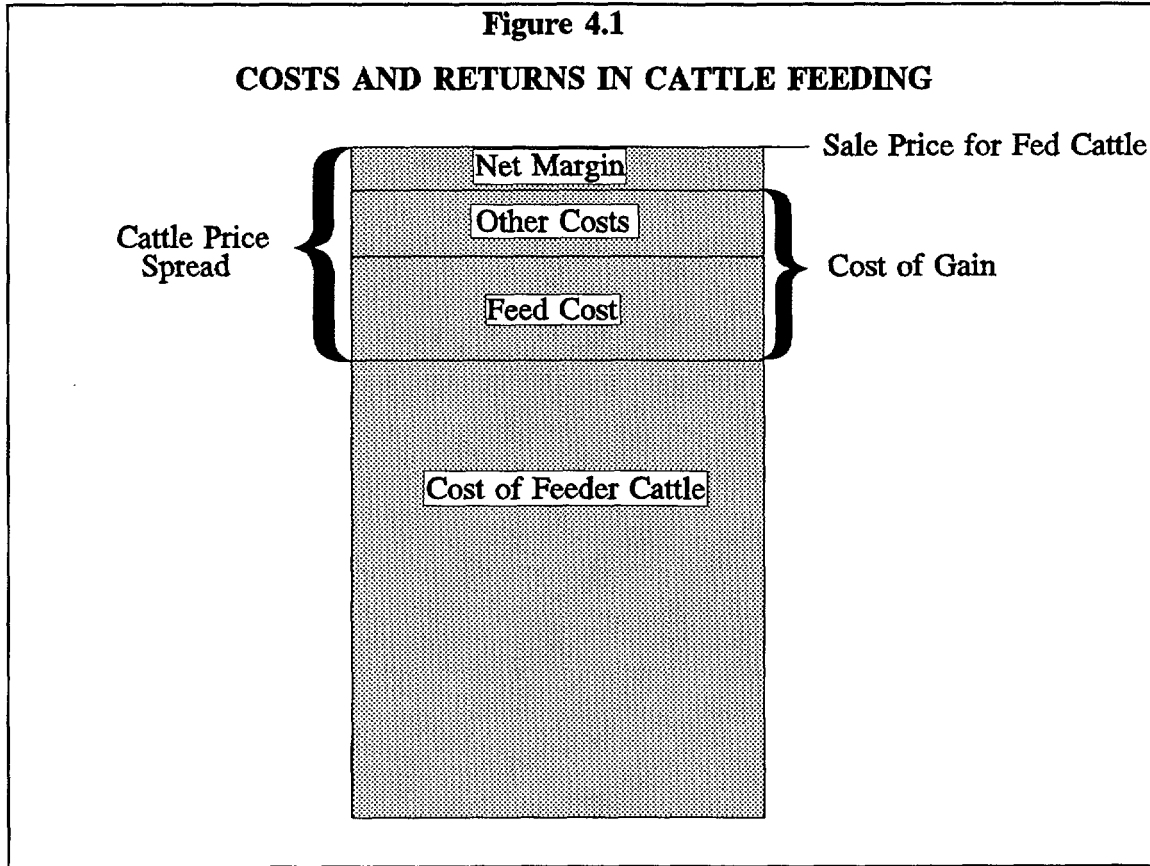 Figure 4.1
COSTS AND RETURNS IN CATTLE FEEDING
Sale Price for Fed Cattle
Net Margin
Other Costs
Cattle Price
Spread
Cost of Gain
Feed Cost
Cost of Feeder Cattle